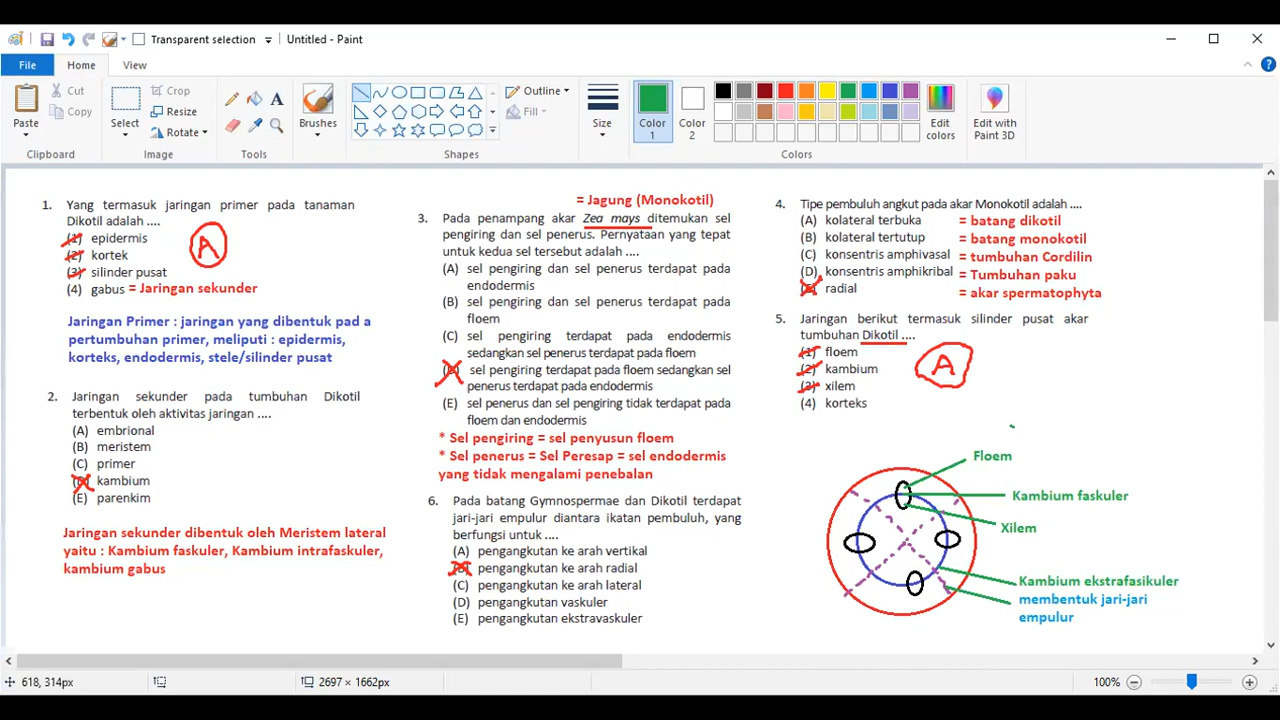 Transparent selection
Untitled - Paint
File
Home
View
Paste
Cut
Copy
Clipboard
Select
Crop
Resize
Rotate
Image
Tools
Brushes
Outline
Fill
Shapes
Size
Color 1
Color 2
Edit colors
Colors
Edit with Paint 3D
1. Yang termasuk jaringan primer pada tanaman
Dikotil adalah ....
(1) epidermis
(2) kortek
(3) silinder pusat
(4) gabus = Jaringan sekunder
A
Jaringan Primer : jaringan yang dibentuk pad a
pertumbuhan primer, meliputi : epidermis,
korteks, endodermis, stele/silinder pusat
2. Jaringan sekunder pada tumbuhan Dikotil
terbentuk oleh aktivitas jaringan ....
(A) embrional
(B) meristem
(C) primer
kambium
(E) parenkim
Jaringan sekunder dibentuk oleh Meristem lateral
yaitu : Kambium faskuler, Kambium intrafaskuler,
kambium gabus
= Jagung (Monokotil)
3. Pada penampang akar Zea mays ditemukan sel
pengiring dan sel penerus. Pernyataan yang tepat
untuk kedua sel tersebut adalah ....
(A) sel pengiring dan sel penerus terdapat pada
endodermis
(B) sel pengiring dan sel penerus terdapat pada
floem
(C) sel pengiring terdapat pada endodermis
sedangkan sel penerus terdapat pada floem
sel pengiring terdapat pada floem sedangkan sel
penerus terdapat pada endodermis
(E) sel penerus dan sel pengiring tidak terdapat pada
floem dan endodermis
* Sel pengiring = sel penyusun floem
* Sel penerus = Sel Peresap = sel endodermis
yang tidak mengalami penebalan
6. Pada batang Gymnospermae dan Dikotil terdapat
jari-jari empulur diantara ikatan pembuluh, yang
berfungsi untuk ....
(A) pengangkutan ke arah vertikal
pengangkutan ke arah radial
(C) pengangkutan ke arah lateral
(D) pengangkutan vaskuler
(E) pengangkutan ekstravaskuler
4. Tipe pembuluh angkut pada akar Monokotil adalah ....
(A) kolateral terbuka = batang dikotil
(B) kolateral tertutup = batang monokotil
(C) konsentris amphivasal = tumbuhan Cordilin
(D) konsentris amphikribal = Tumbuhan paku
radial = akar spermatophyta
5. Jaringan berikut termasuk silinder pusat akar
tumbuhan Dikotil ....
(1) floem
(2) kambium
(3) xilem
(4) korteks
A
Floem
Kambium faskuler
Xilem
Kambium ekstrafasikuler
membentuk jari-jari
empulur
618, 314px
2697 × 1662px
100%